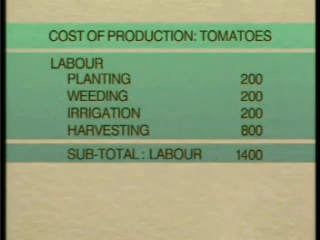 COST OF PRODUCTION: TOMATOES
LABOUR
PLANTING 200
WEEDING 200
IRRIGATION 200
HARVESTING 800
SUB-TOTAL : LABOUR 1400